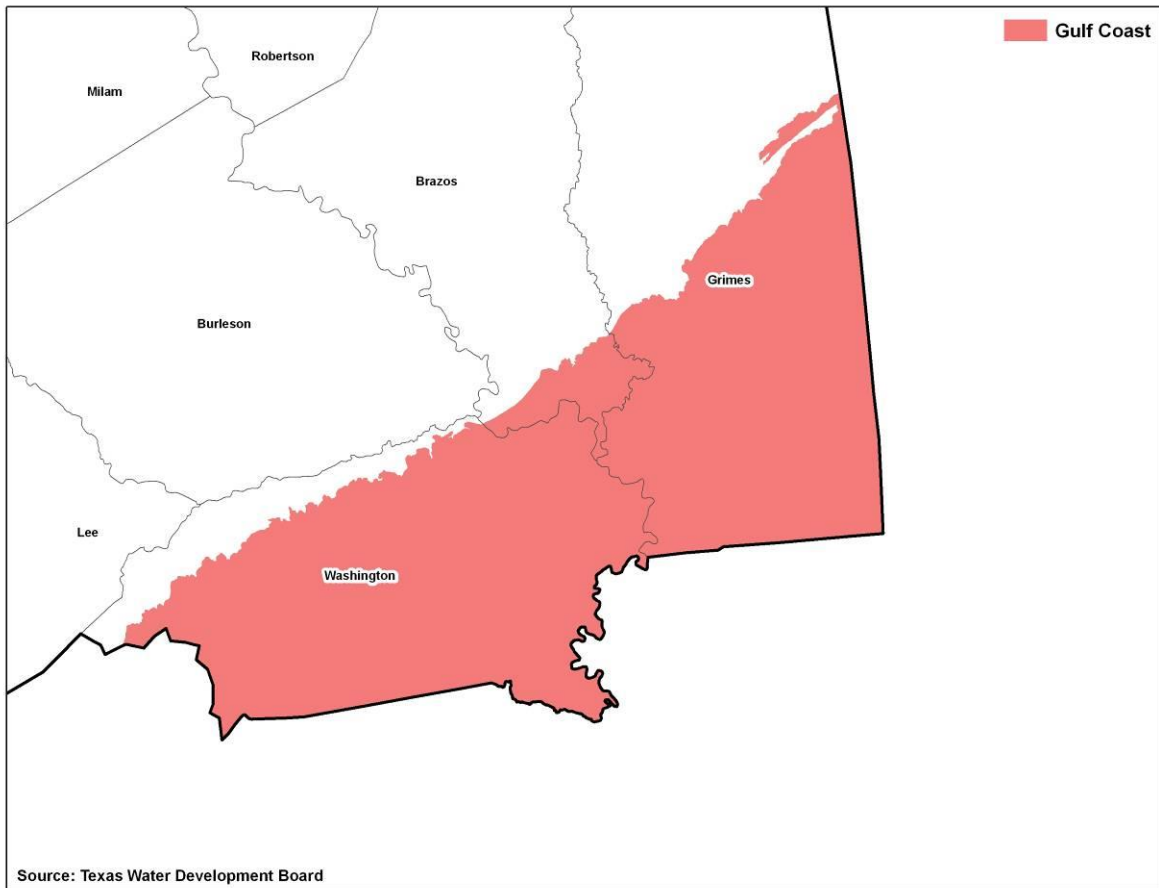 Gulf Coast
Robertson
Milam
Brazos
Grimes
Burleson
Lee
Washington
Source: Texas Water Development Board